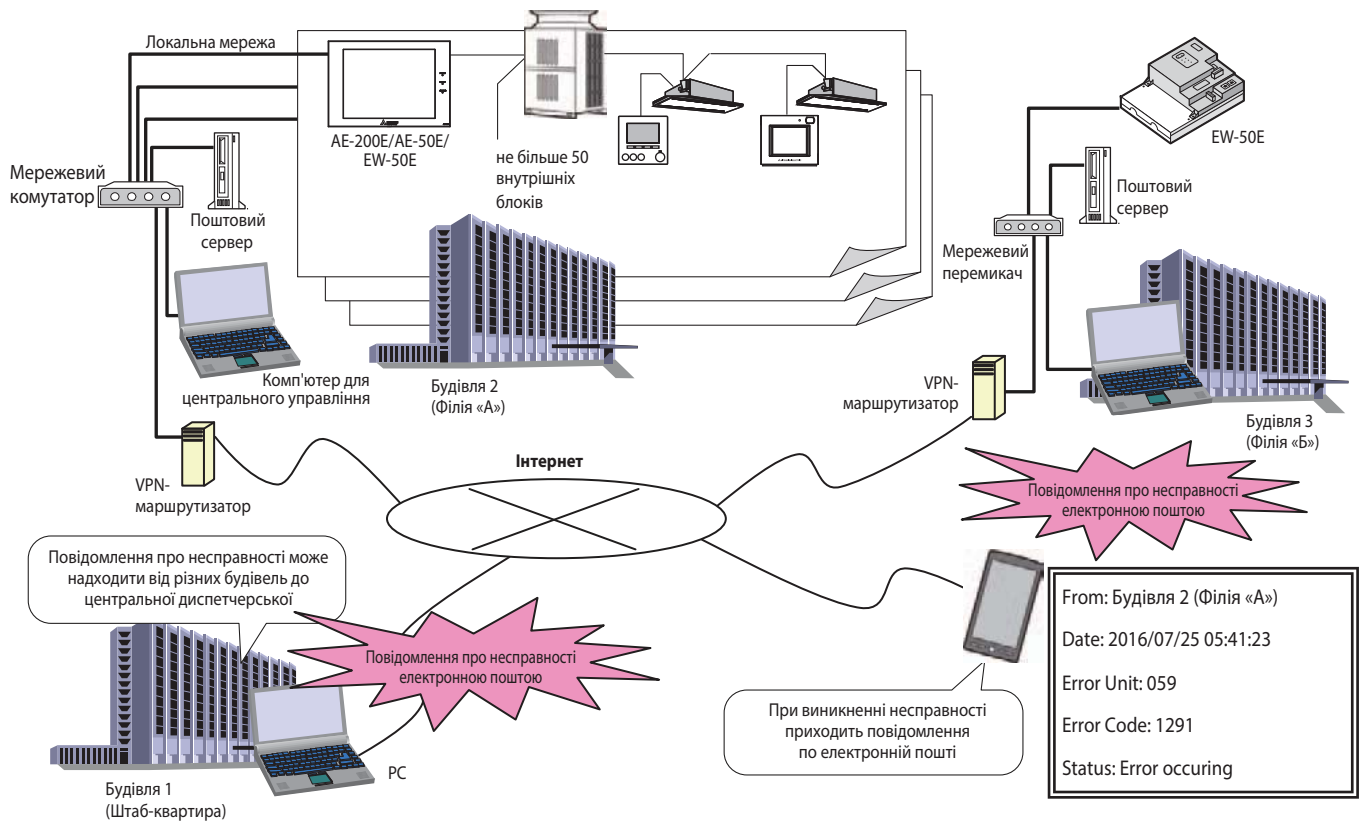 Локальна мережа
AE-200E/AE-50E/
EW-50E
не більше 50
внутрішніх
блоків
EW-50E
Мережевий
комутатор
Поштовий
сервер
Поштовий
сервер
Мережевий
перемикач
Комп'ютер для
центрального управління
Будівля 2
(Філія «А»)
VPN-
маршрутизатор
Будівля 3
(Філія «Б»)
VPN-
маршрутизатор
Інтернет
Повідомлення про несправності
електронною поштою
Повідомлення про несправності може
надходити від різних будівель до
центральної диспетчерської
Повідомлення про несправності
електронною поштою
From: Будівля 2 (Філія «А»)
Date: 2016/07/25 05:41:23
Error Unit: 059
Error Code: 1291
Status: Error occuring
При виникненні несправності
приходить повідомлення
по електронній пошті
PC
Будівля 1
(Штаб-квартира)